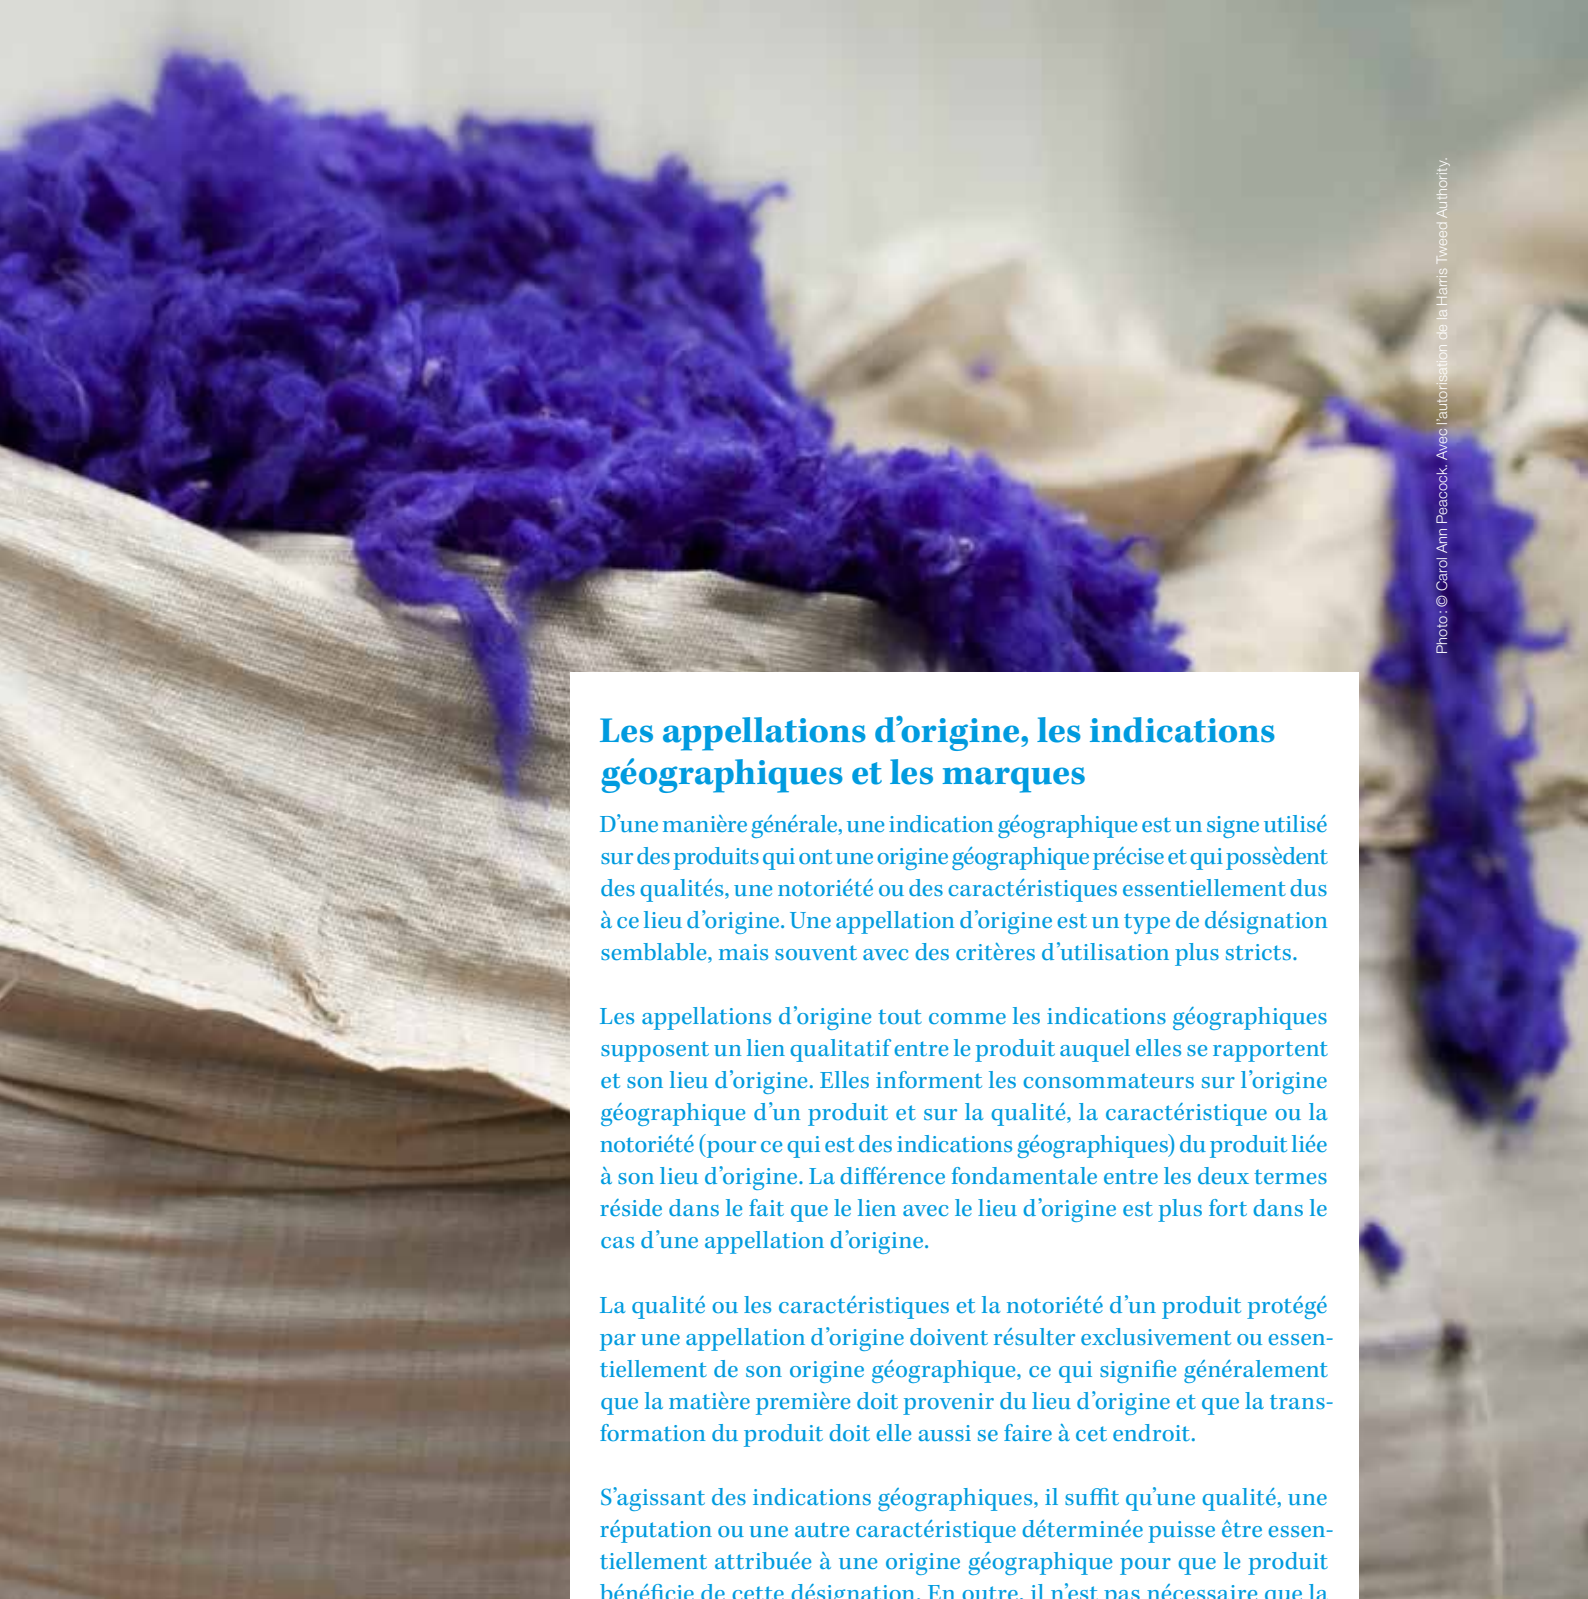 Photo : © Carol Ann Peacock. Avec l'autorisation de la Harris Tweed Authority.
Les appellations d'origine, les indications
géographiques et les marques
D'une manière générale, une indication géographique est un signe utilisé
sur des produits qui ont une origine géographique précise et qui possèdent
des qualités, une notoriété ou des caractéristiques essentiellement dus
à ce lieu d'origine. Une appellation d'origine est un type de désignation
semblable, mais souvent avec des critères d'utilisation plus stricts.
Les appellations d'origine tout comme les indications géographiques
supposent un lien qualitatif entre le produit auquel elles se rapportent
et son lieu d'origine. Elles informent les consommateurs sur l'origine
géographique d'un produit et sur la qualité, la caractéristique ou la
notoriété (pour ce qui est des indications géographiques) du produit liée
à son lieu d'origine. La différence fondamentale entre les deux termes
réside dans le fait que le lien avec le lieu d'origine est plus fort dans le
cas d'une appellation d'origine.
La qualité ou les caractéristiques et la notoriété d'un produit protégé
par une appellation d'origine doivent résulter exclusivement ou essen-
tiellement de son origine géographique, ce qui signifie généralement
que la matière première doit provenir du lieu d'origine et que la trans-
formation du produit doit elle aussi se faire à cet endroit.
S'agissant des indications géographiques, il suffit qu'une qualité, une
réputation ou une autre caractéristique déterminée puisse être essen-
tiellement attribuée à une origine géographique pour que le produit
bénéficie de cette désignation. En outre, il n'est pas nécessaire que la